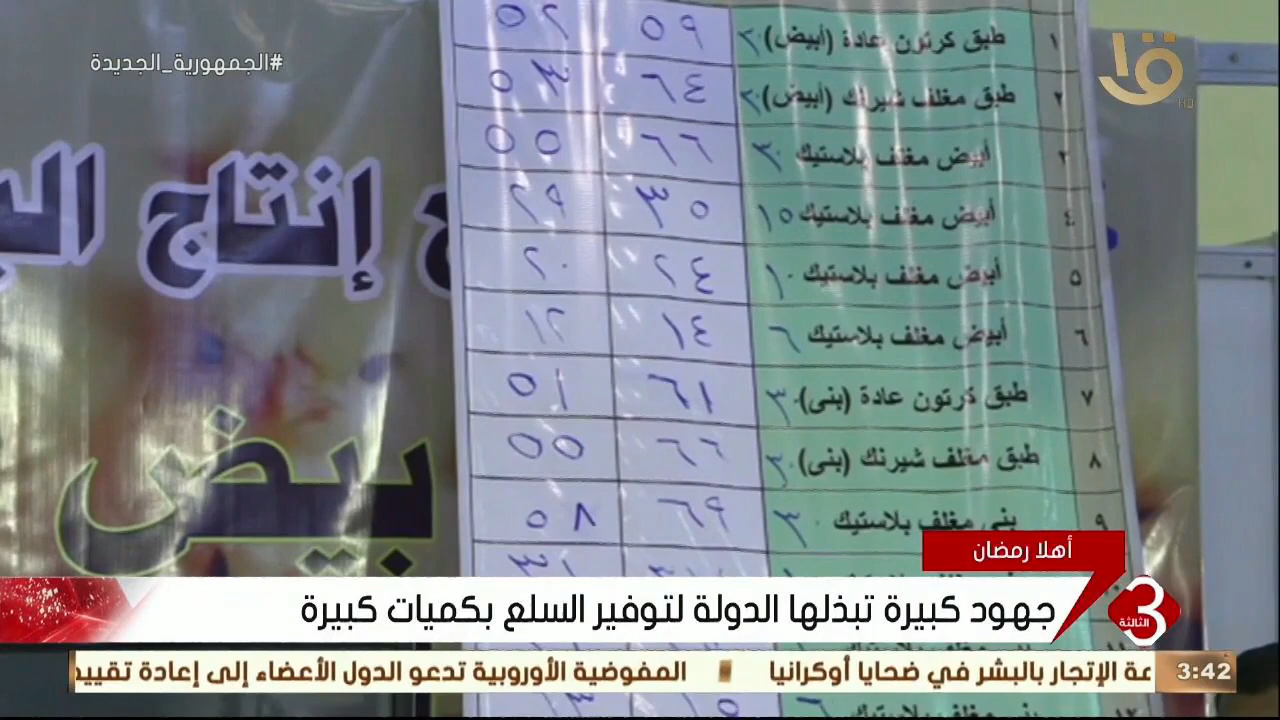 #الجمهورية_الجديدة
١ طبق كرتون عادة (أبيض) ٣٠ ٥٩ ٥٢
٢ طبق مغلف شيرنك (أبيض) ٣٠ ٦٤ ٥٣
٣ أبيض مغلف بلاستيك ٣٠ ٦٦ ٥٥
٤ أبيض مغلف بلاستيك ١٥ ٣٥ ٢٩
٥ أبيض مغلف بلاستيك ١٠ ٢٤ ٢٠
٦ أبيض مغلف بلاستيك ٦ ١٤ ١٢
٧ طبق كرتون عادة (بنى) ٣٠ ٦١ ٥١
٨ طبق مغلف شيرنك (بنى) ٣٠ ٦٦ ٥٥
٩ بنى مغلف بلاستيك ٣٠ ٦٩ ٥٨
إنتاج
بيض
أهلا رمضان
جهود كبيرة تبذلها الدولة لتوفير السلع بكميات كبيرة
3 الثالثة
3:42 عة الإتجار بالبشر في ضحايا أوكرانيا المفوضية الأوروبية تدعو الدول الأعضاء إلى إعادة تقييم